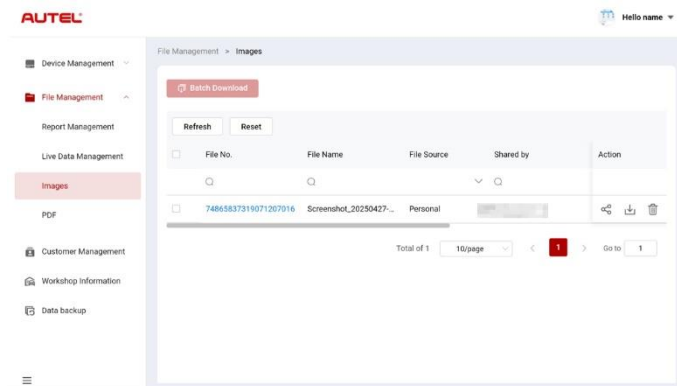 AUTEL
Hello name
Device Management
File Management
Report Management
Live Data Management
Images
PDF
Customer Management
Workshop Information
Data backup
File Management > Images
Batch Download
Refresh Reset
File No. File Name File Source Shared by Action
74865837319071207016 Screenshot_20250427-... Personal
Total of 1 10/page < 1 > Go to 1